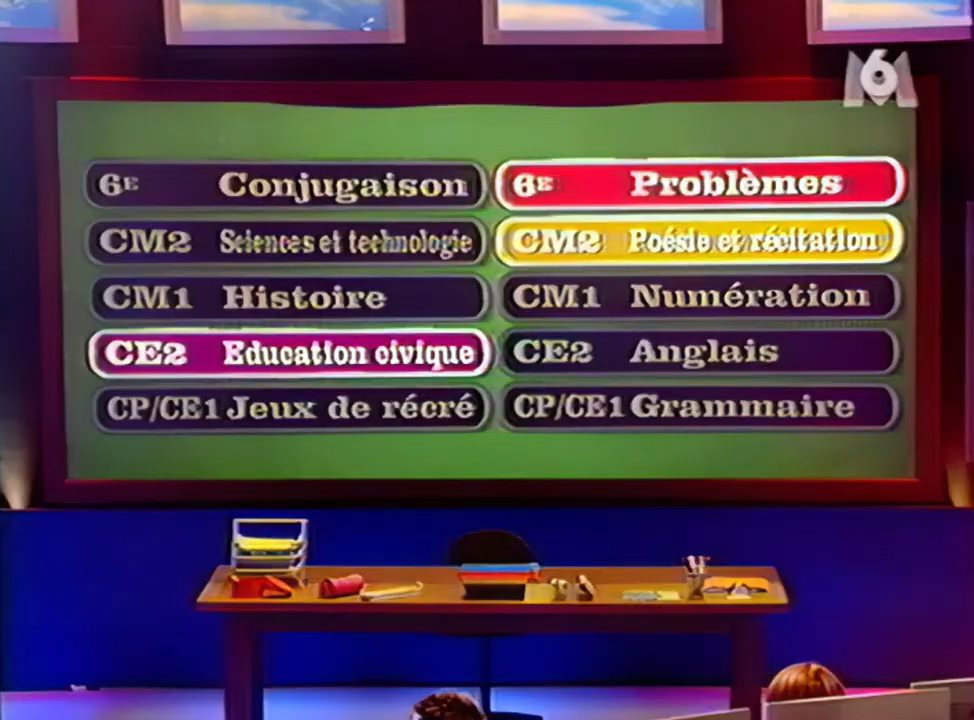 M6
6E Conjugaison
6E Problèmes
CM2 Sciences et technologie
CM2 Poésie et récitation
CM1 Histoire
CM1 Numération
CE2 Education civique
CE2 Anglais
CP/CE1 Jeux de récré
CP/CE1 Grammaire